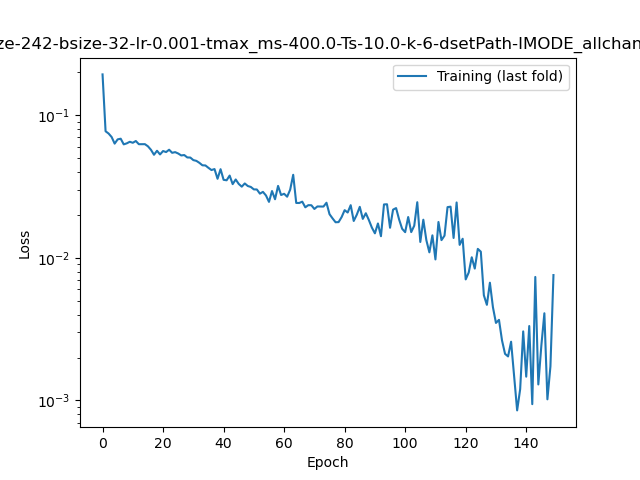 ze-242-bsize-32-lr-0.001-tmax_ms-400.0-Ts-10.0-k-6-dsetPath-IMODE_allchan
Training (last fold)
10⁻¹
10⁻²
10⁻³
Loss
0 20 40 60 80 100 120 140
Epoch